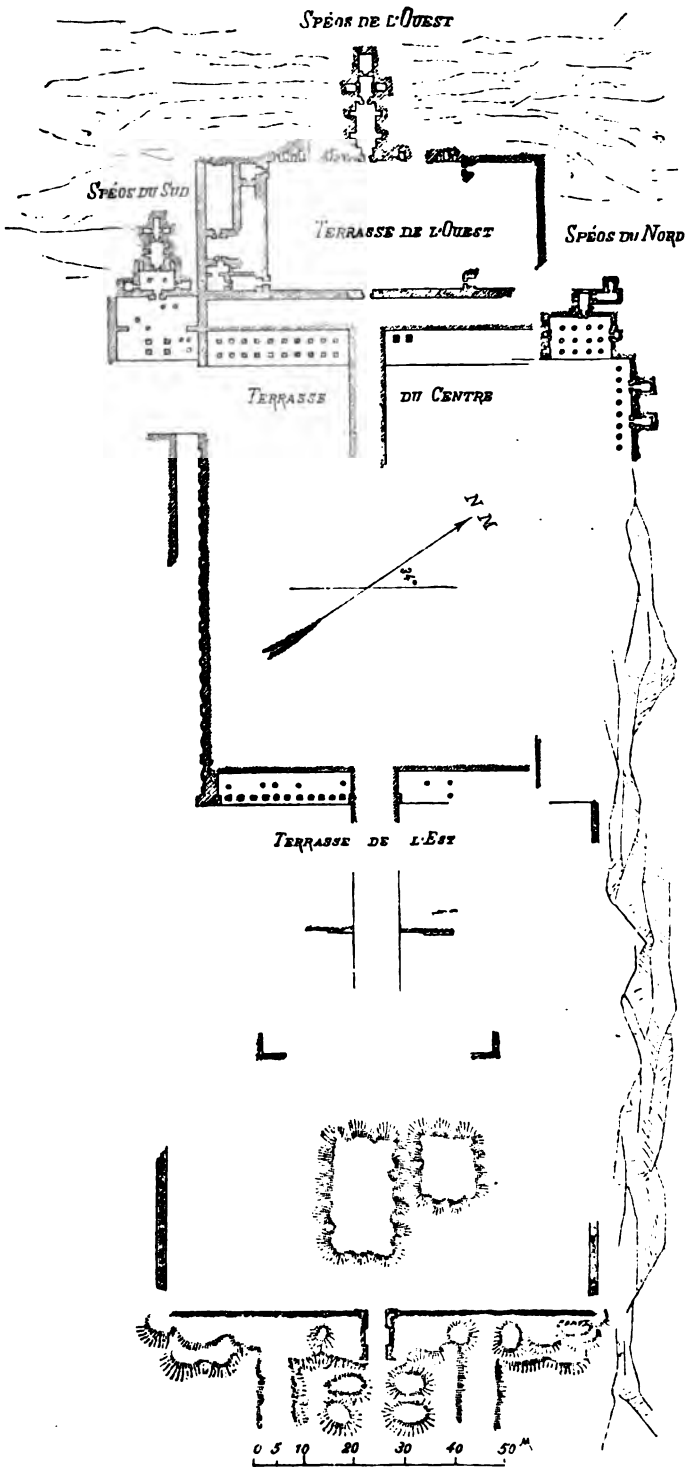 SPÉOS DE L'OUEST
SPÉOS DU SUD
TERRASSE DE L'OUEST
SPÉOS DU NORD
TERRASSE DU CENTRE
N
34°
TERRASSE DE L'EST
0 5 10 20 30 40 50 M